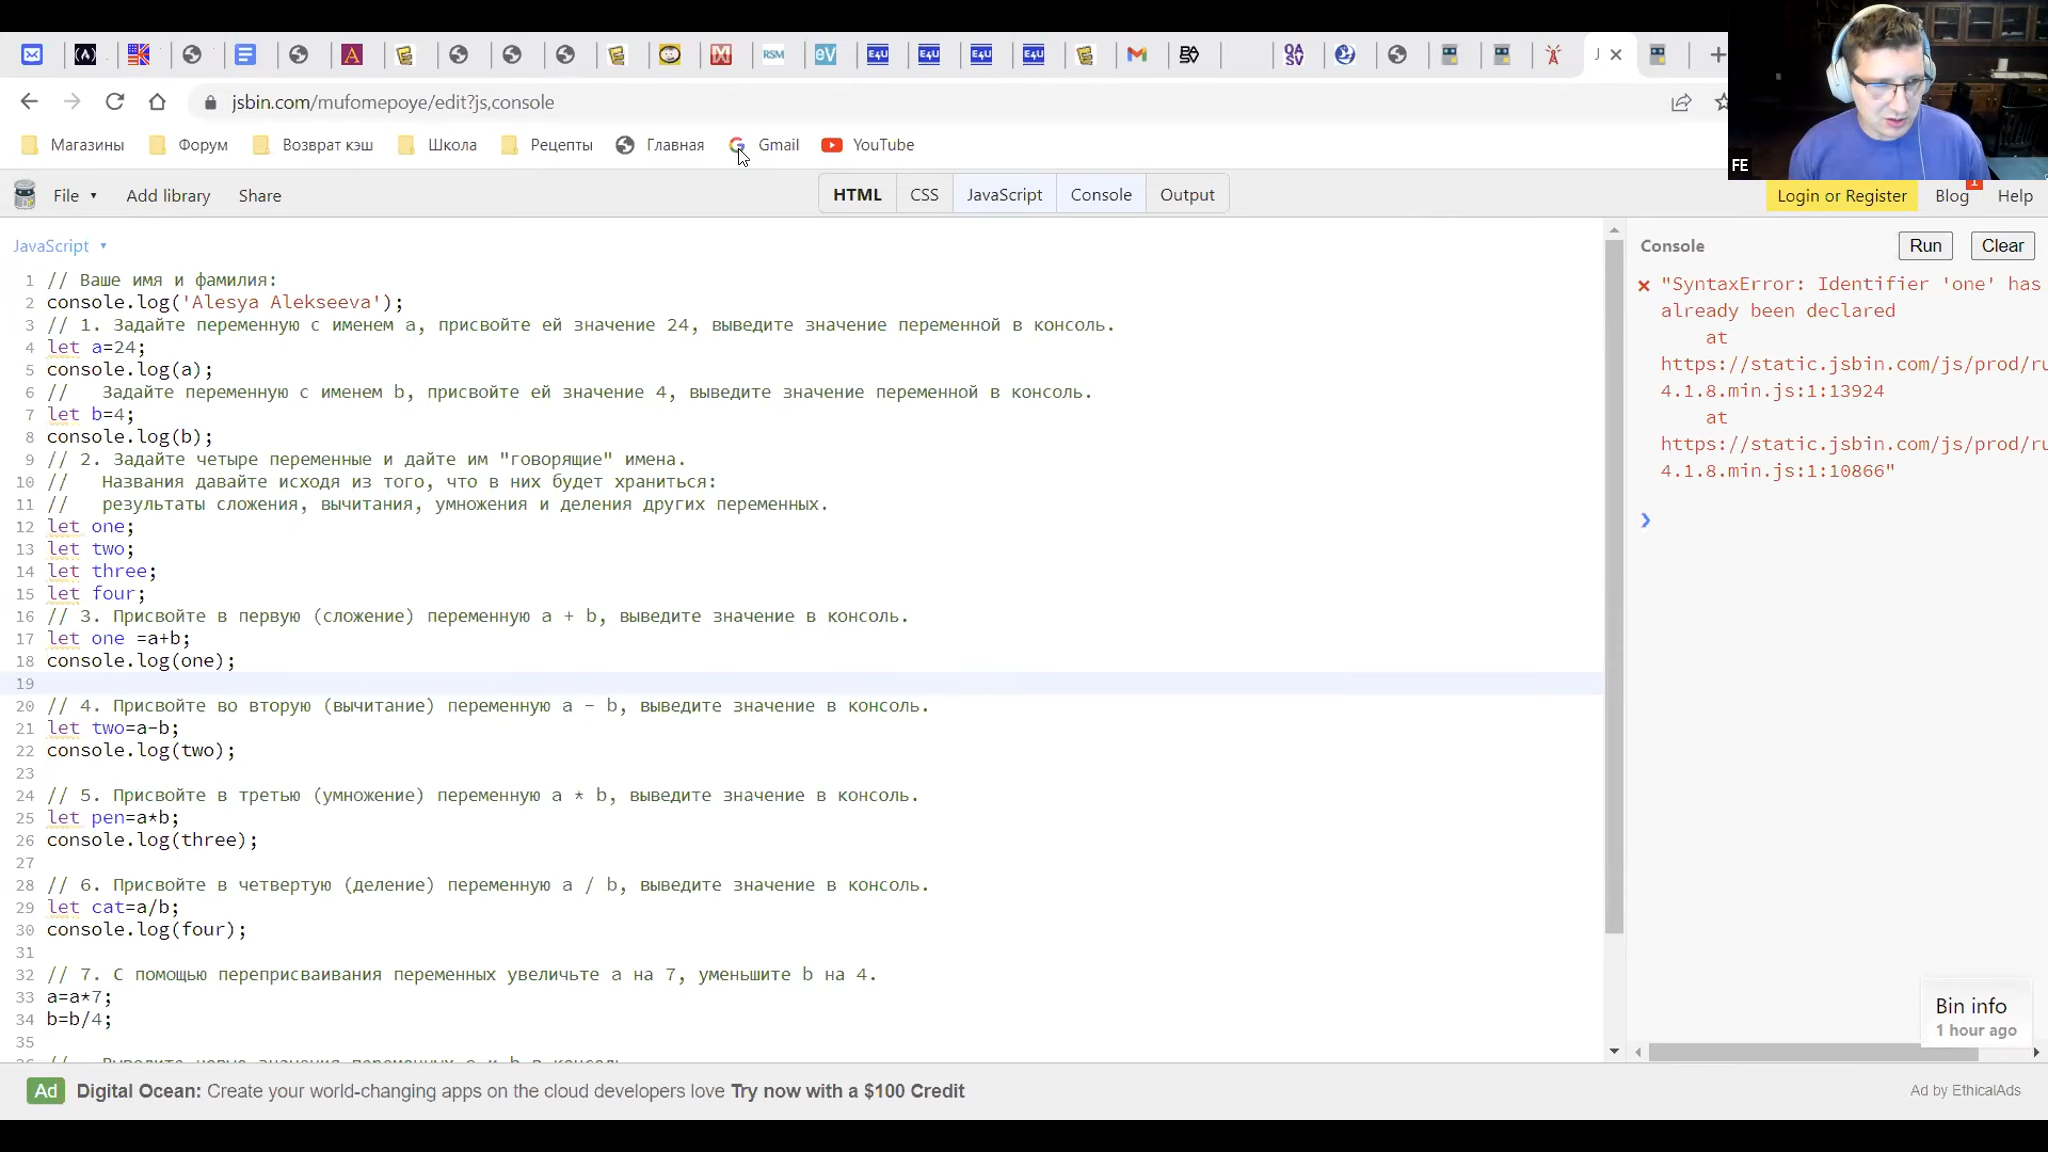 jsbin.com/mufomepoye/edit?js,console
Магазины Форум Возврат кэш Школа Рецепты Главная Gmail YouTube
FE
File Add library Share HTML CSS JavaScript Console Output Login or Register Blog 1 Help
JavaScript
1 // Ваше имя и фамилия:
2 console.log('Alesya Alekseeva');
3 // 1. Задайте переменную с именем a, присвойте ей значение 24, выведите значение переменной в консоль.
4 let a=24;
5 console.log(a);
6 //   Задайте переменную с именем b, присвойте ей значение 4, выведите значение переменной в консоль.
7 let b=4;
8 console.log(b);
9 // 2. Задайте четыре переменные и дайте им "говорящие" имена.
10 //   Названия давайте исходя из того, что в них будет храниться:
11 //   результаты сложения, вычитания, умножения и деления других переменных.
12 let one;
13 let two;
14 let three;
15 let four;
16 // 3. Присвойте в первую (сложение) переменную a + b, выведите значение в консоль.
17 let one =a+b;
18 console.log(one);
19
20 // 4. Присвойте во вторую (вычитание) переменную a - b, выведите значение в консоль.
21 let two=a-b;
22 console.log(two);
23
24 // 5. Присвойте в третью (умножение) переменную a * b, выведите значение в консоль.
25 let pen=a*b;
26 console.log(three);
27
28 // 6. Присвойте в четвертую (деление) переменную a / b, выведите значение в консоль.
29 let cat=a/b;
30 console.log(four);
31
32 // 7. С помощью переприсваивания переменных увеличьте a на 7, уменьшите b на 4.
33 a=a*7;
34 b=b/4;
35
Console Run Clear
"SyntaxError: Identifier 'one' has
already been declared
at
https://static.jsbin.com/js/prod/ru
4.1.8.min.js:1:13924
at
https://static.jsbin.com/js/prod/ru
4.1.8.min.js:1:10866"
Bin info
1 hour ago
Ad Digital Ocean: Create your world-changing apps on the cloud developers love Try now with a $100 Credit
Ad by EthicalAds